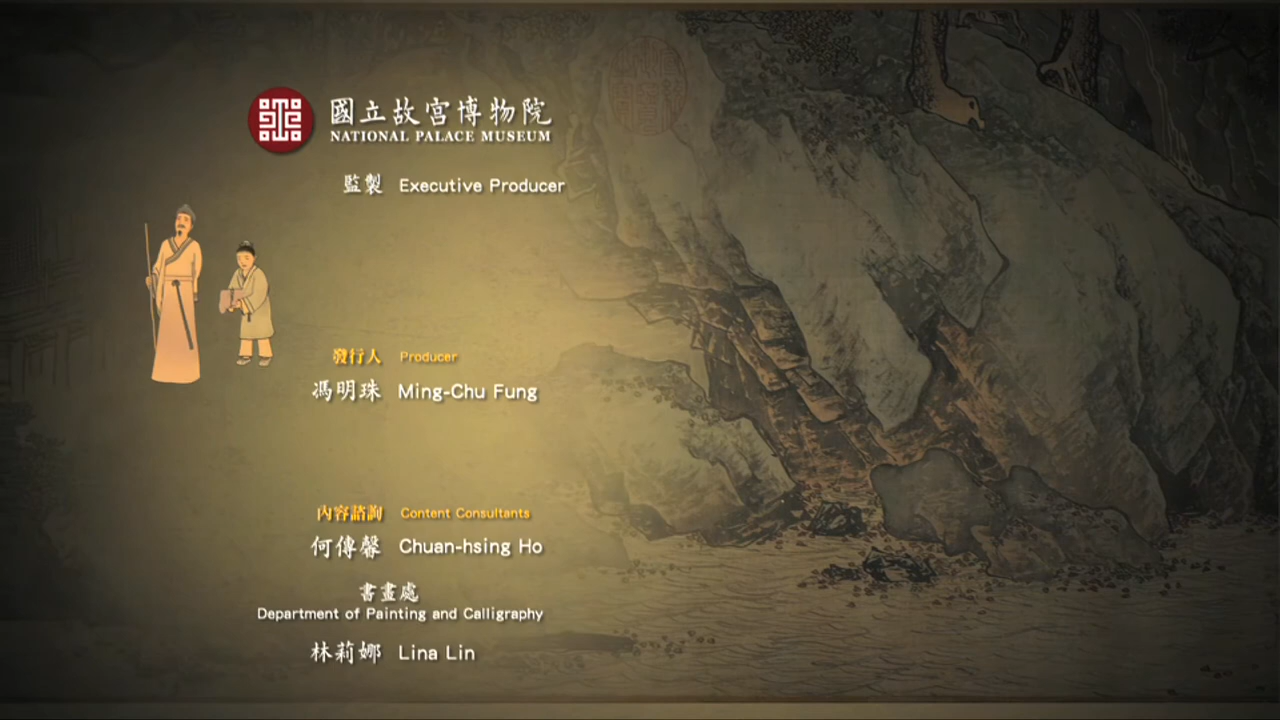 國立故宮博物院
NATIONAL PALACE MUSEUM
監製 Executive Producer
發行人 Producer
馮明珠 Ming-Chu Fung
內容諮詢 Content Consultants
何傳馨 Chuan-hsing Ho
書畫處
Department of Painting and Calligraphy
林莉娜 Lina Lin